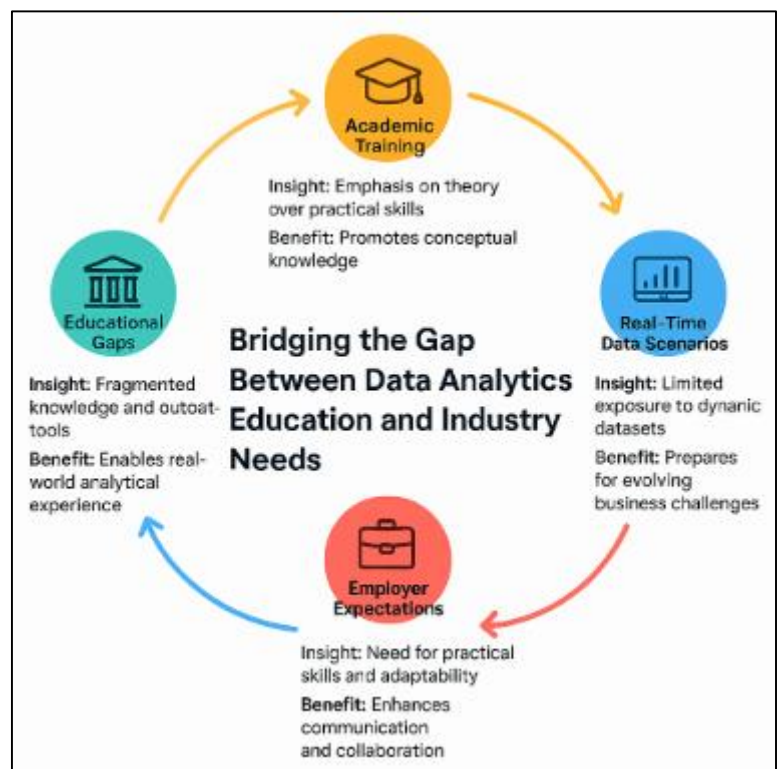 Academic
Training
Insight: Emphasis on theory
over practical skills
Benefit: Promotes conceptual
knowledge
Real-Time
Data Scenarios
Insight: Limited
exposure to dynanic
datasets
Benefit: Prepares
for evolving
business challenges
Employer
Expectations
Insight: Need for practical
skills and adaptability
Benefit: Enhances
communication
and collaboration
Educational
Gaps
Insight: Fragmented
knowledge and outoat-
tools
Benefit: Enables real-
world analytical
experience
Bridging the Gap
Between Data Analytics
Education and Industry
Needs